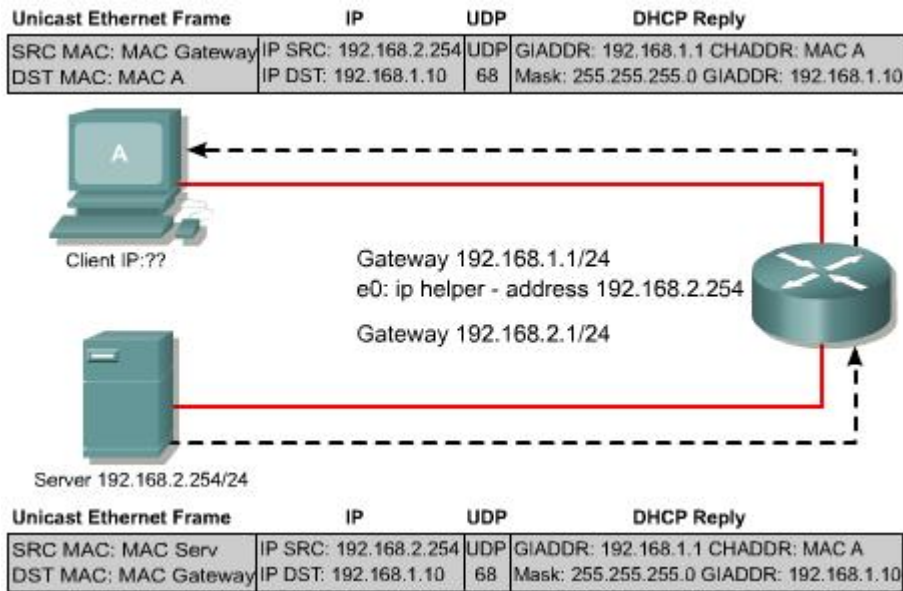 Unicast Ethernet Frame IP UDP DHCP Reply
SRC MAC: MAC Gateway IP SRC: 192.168.2.254 UDP GIADDR: 192.168.1.1 CHADDR: MAC A
DST MAC: MAC A IP DST: 192.168.1.10 68 Mask: 255.255.255.0 GIADDR: 192.168.1.10
A
Client IP:??
Gateway 192.168.1.1/24
e0: ip helper - address 192.168.2.254
Gateway 192.168.2.1/24
Server 192.168.2.254/24
Unicast Ethernet Frame IP UDP DHCP Reply
SRC MAC: MAC Serv IP SRC: 192.168.2.254 UDP GIADDR: 192.168.1.1 CHADDR: MAC A
DST MAC: MAC Gateway IP DST: 192.168.1.10 68 Mask: 255.255.255.0 GIADDR: 192.168.1.10